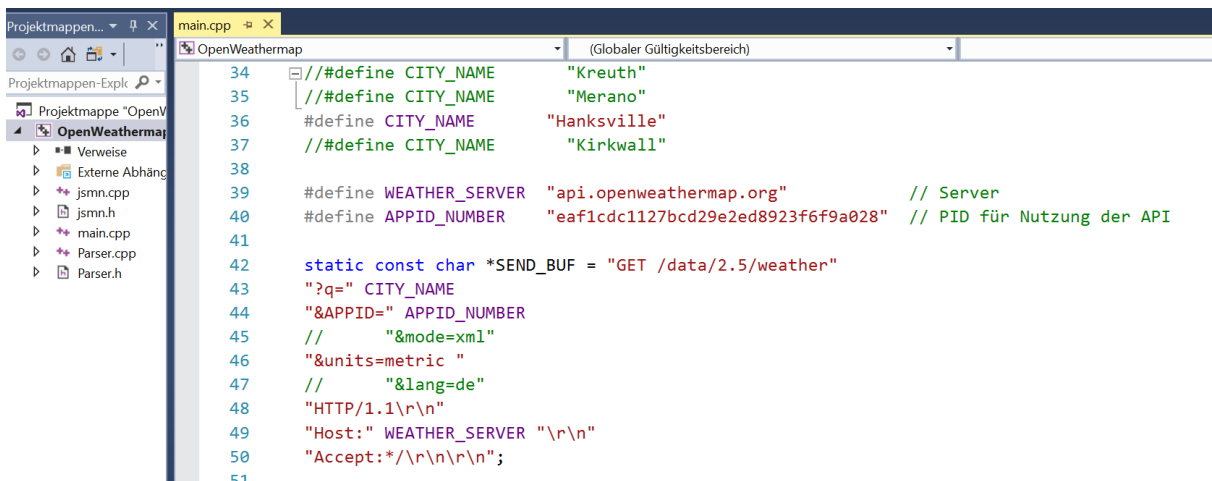 Projektmappen...
main.cpp
OpenWeathermap
(Globaler Gültigkeitsbereich)
Projektmappen-Explo
Projektmappe "OpenW
OpenWeathermap
Verweise
Externe Abhäng
jsmn.cpp
jsmn.h
main.cpp
Parser.cpp
Parser.h
34 //#define CITY_NAME "Kreuth"
35 //#define CITY_NAME "Merano"
36 #define CITY_NAME "Hanksville"
37 //#define CITY_NAME "Kirkwall"
38
39 #define WEATHER_SERVER "api.openweathermap.org" // Server
40 #define APPID_NUMBER "eaf1cdc1127bcd29e2ed8923f6f9a028" // PID für Nutzung der API
41
42 static const char *SEND_BUF = "GET /data/2.5/weather"
43 "?q=" CITY_NAME
44 "&APPID=" APPID_NUMBER
45 // "&mode=xml"
46 "&units=metric "
47 // "&lang=de"
48 "HTTP/1.1\r\n"
49 "Host:" WEATHER_SERVER "\r\n"
50 "Accept:*/\r\n\r\n";
51